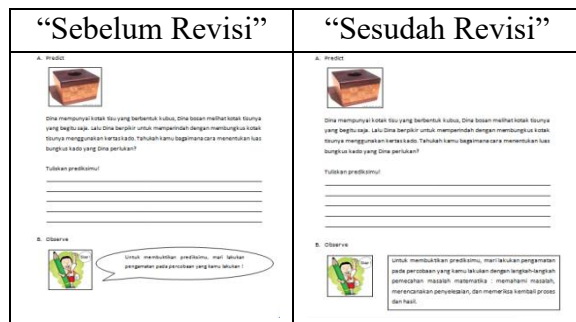 “Sebelum Revisi”
“Sesudah Revisi”
A. Predict
Dina mempunyai kotak tisu yang berbentuk kubus, Dina bosan melihat kotak tisunya
yang begitu saja. Lalu Dina berpikir untuk memperindah dengan membungkus kotak
tisunya menggunakan kertas kado. Tahukah kamu bagaimana cara menentukan luas
bungkus kado yang Dina perlukan?
Tuliskan prediksimu!
B. Observe
Untuk membuktikan prediksimu, mari lakukan
pengamatan pada percobaan yang kamu lakukan !
A. Predict
Dina mempunyai kotak tisu yang berbentuk kubus, Dina bosan melihat kotak tisunya
yang begitu saja. Lalu Dina berpikir untuk memperindah dengan membungkus kotak
tisunya menggunakan kertas kado. Tahukah kamu bagaimana cara menentukan luas
bungkus kado yang Dina perlukan?
Tuliskan prediksimu!
B. Observe
Untuk membuktikan prediksimu, mari lakukan pengamatan
pada percobaan yang kamu lakukan dengan langkah-langkah
pemecahan masalah matematika : memahami masalah,
merencanakan penyelesaian, dan memeriksa kembali proses
dan hasil.